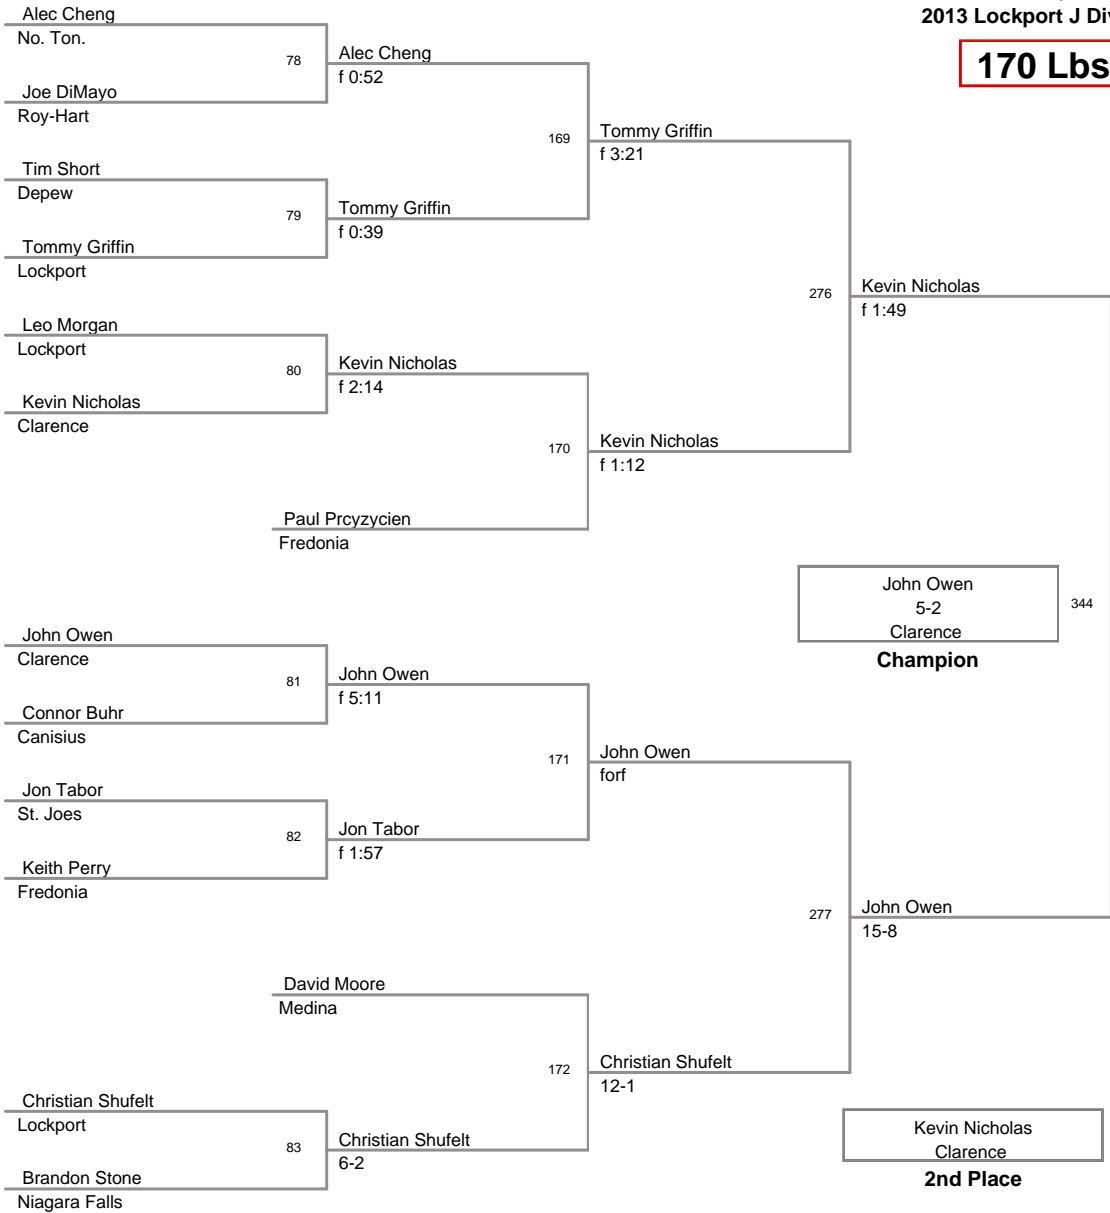 2013 Lockport J Div
170 Lbs
Alec Cheng
No. Ton.
78
Alec Cheng
f 0:52
Joe DiMayo
Roy-Hart
169
Tommy Griffin
f 3:21
Tim Short
Depew
79
Tommy Griffin
f 0:39
Tommy Griffin
Lockport
276
Kevin Nicholas
f 1:49
Leo Morgan
Lockport
80
Kevin Nicholas
f 2:14
Kevin Nicholas
Clarence
170
Kevin Nicholas
f 1:12
Paul Prcyzycien
Fredonia
John Owen
5-2
Clarence
344
Champion
John Owen
Clarence
81
John Owen
f 5:11
Connor Buhr
Canisius
171
John Owen
forf
Jon Tabor
St. Joes
82
Jon Tabor
f 1:57
Keith Perry
Fredonia
277
John Owen
15-8
David Moore
Medina
172
Christian Shufelt
12-1
Christian Shufelt
Lockport
83
Christian Shufelt
6-2
Brandon Stone
Niagara Falls
Kevin Nicholas
Clarence
2nd Place